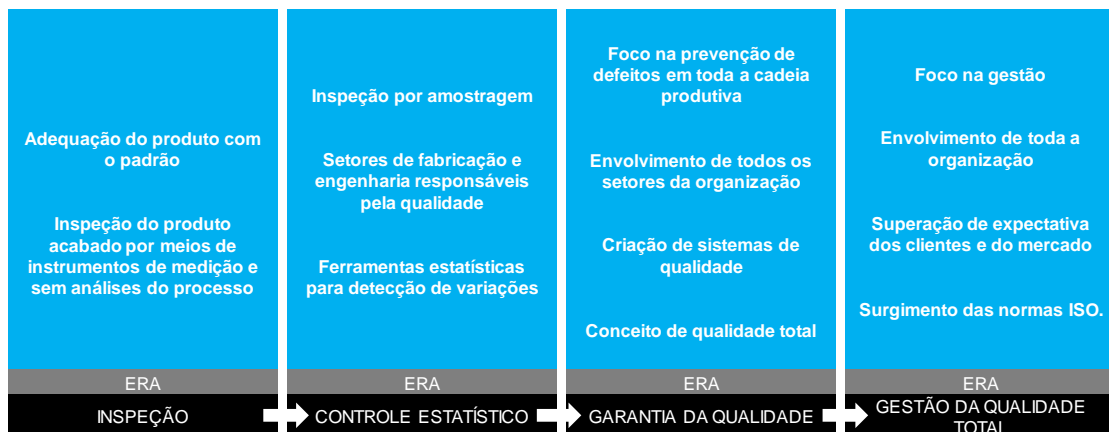 Adequação do produto com
o padrão
Inspeção do produto
acabado por meios de
instrumentos de medição e
sem análises do processo
ERA
INSPEÇÃO
Inspeção por amostragem
Setores de fabricação e
engenharia responsáveis
pela qualidade
Ferramentas estatísticas
para detecção de variações
ERA
CONTROLE ESTATÍSTICO
Foco na prevenção de
defeitos em toda a cadeia
produtiva
Envolvimento de todos os
setores da organização
Criação de sistemas de
qualidade
Conceito de qualidade total
ERA
GARANTIA DA QUALIDADE
Foco na gestão
Envolvimento de toda a
organização
Superação de expectativa
dos clientes e do mercado
Surgimento das normas ISO.
ERA
GESTÃO DA QUALIDADE
TOTAL